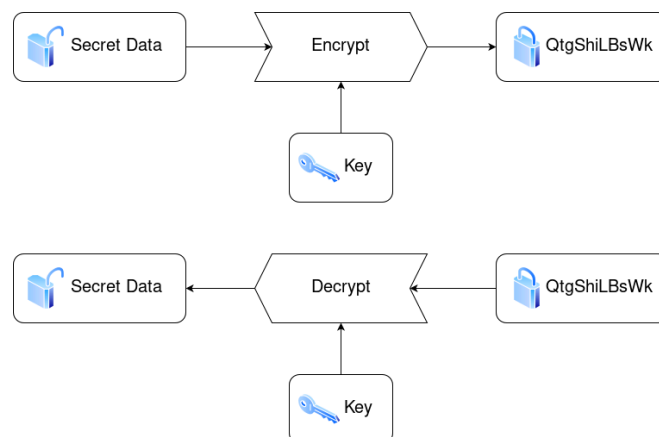 Secret Data
Encrypt
QtgShiLBsWk
Key
Secret Data
Decrypt
QtgShiLBsWk
Key